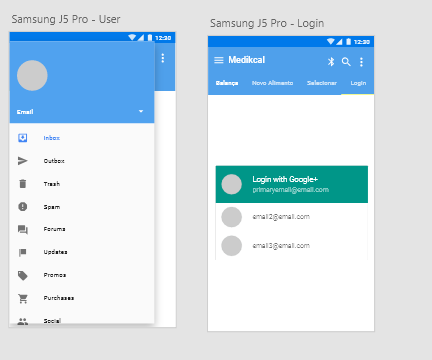 Samsung J5 Pro - User
12:30
Email
Inbox
Outbox
Trash
Spam
Forums
Updates
Promos
Purchases
Social
Samsung J5 Pro - Login
12:30
Medikcal
Balança Novo Alimento Selecionar Login
Login with Google+
primaryemail@email.com
email2@email.com
email3@email.com